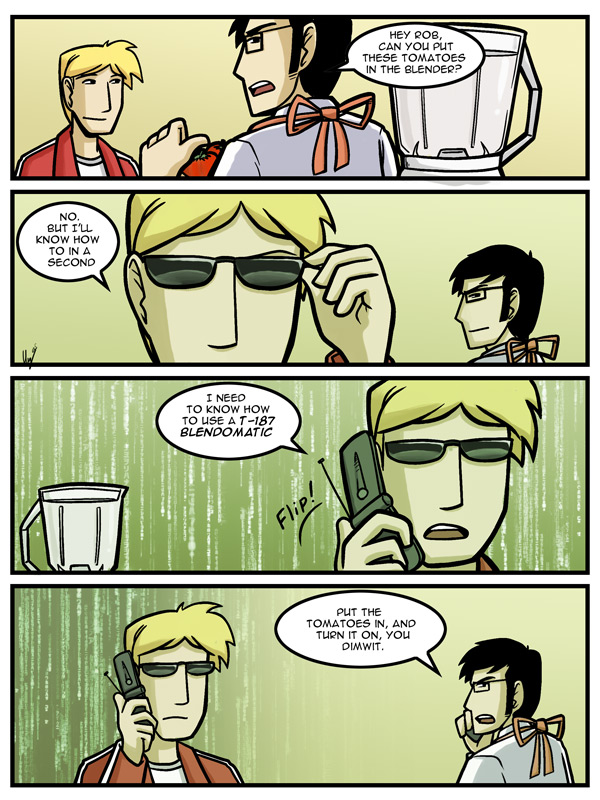 HEY ROB,
CAN YOU PUT
THESE TOMATOES
IN THE BLENDER?
NO.
BUT I'LL
KNOW HOW
TO IN A
SECOND
I NEED
TO KNOW HOW
TO USE A T-187
BLENDOMATIC
FLIP!
PUT THE
TOMATOES IN, AND
TURN IT ON, YOU
DIMWIT.